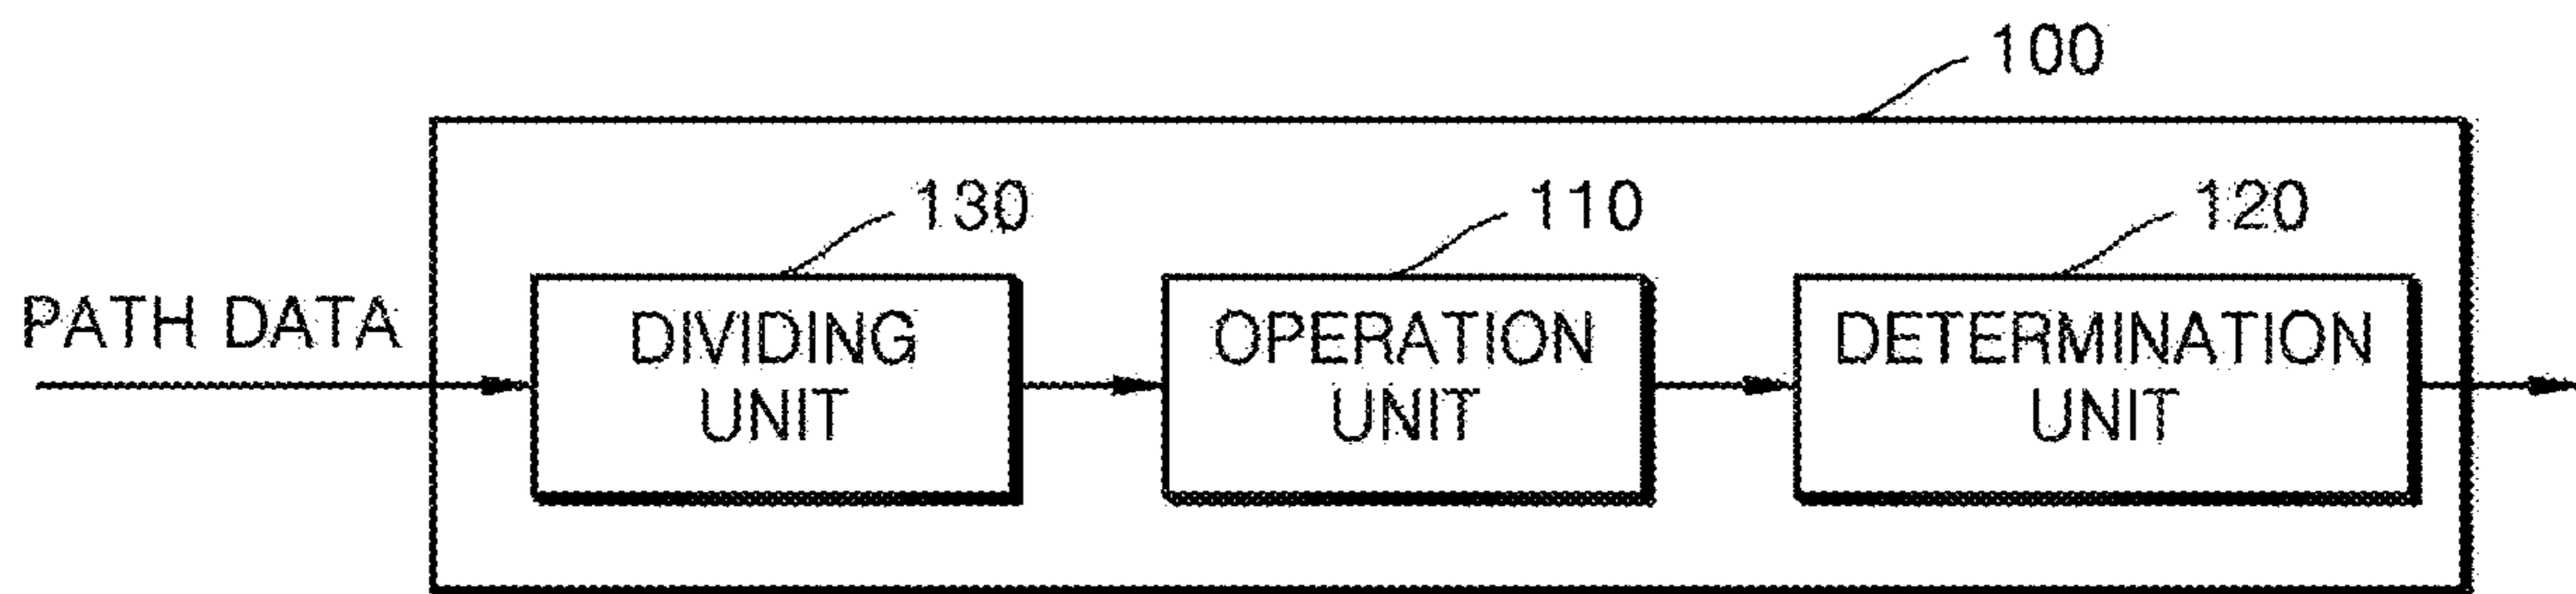 100
130
110
120
PATH DATA
DIVIDING
UNIT
OPERATION
UNIT
DETERMINATION
UNIT